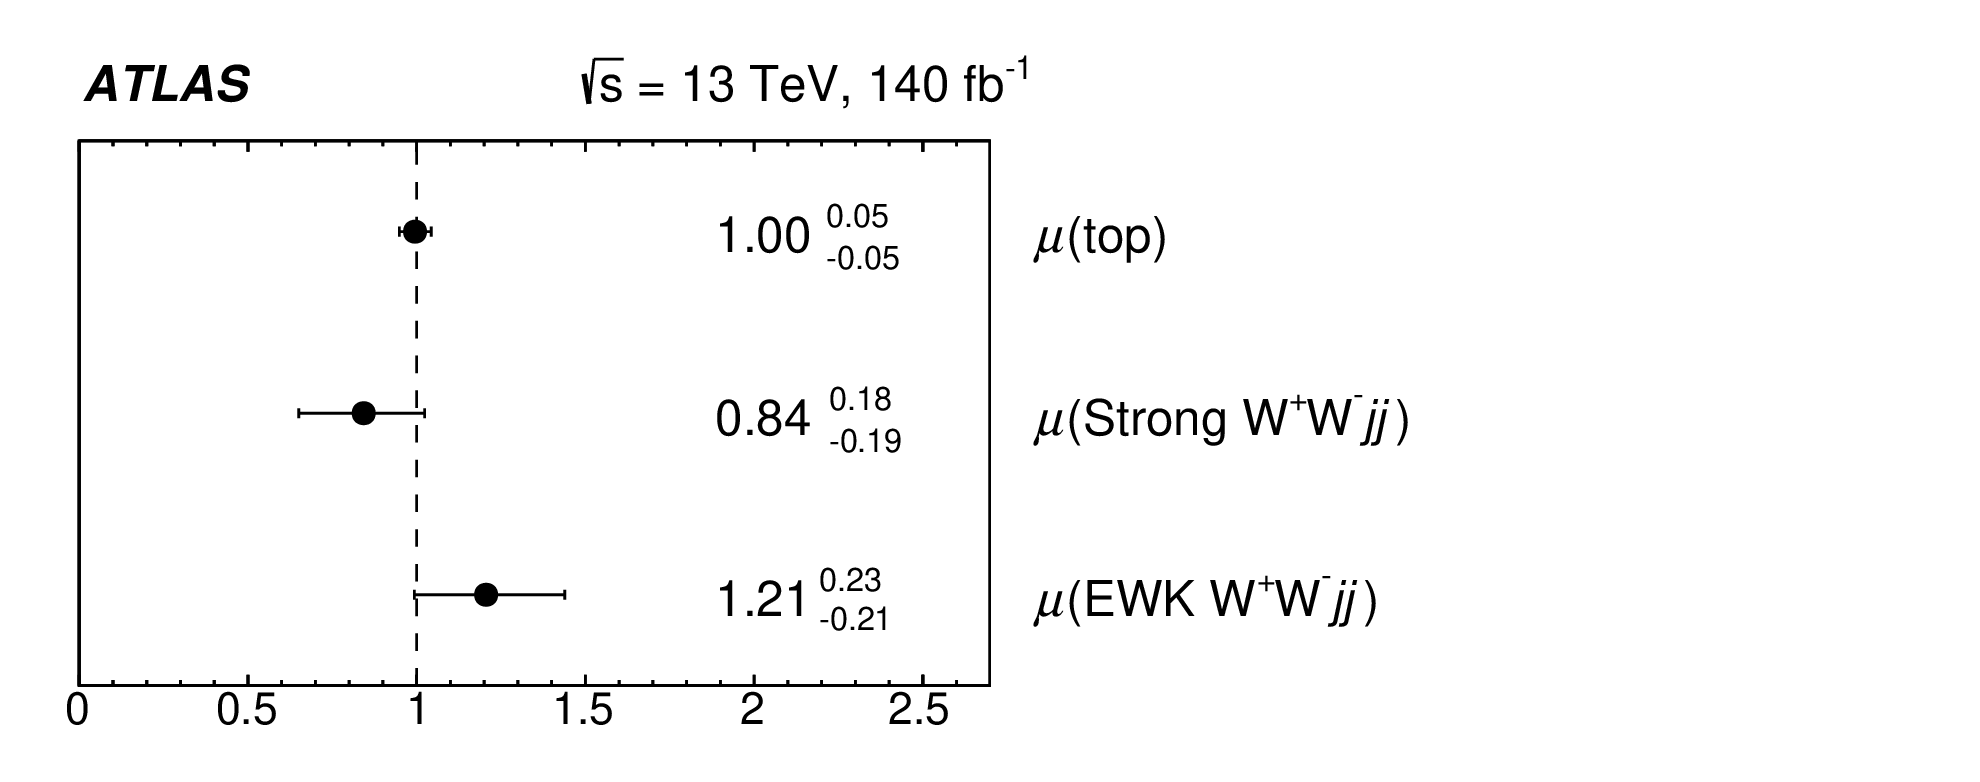 ATLAS √s = 13 TeV, 140 fb⁻¹
1.00 0.05 -0.05 μ(top)
0.84 0.18 -0.19 μ(Strong W⁺W⁻jj)
1.21 0.23 -0.21 μ(EWK W⁺W⁻jj)
0 0.5 1 1.5 2 2.5